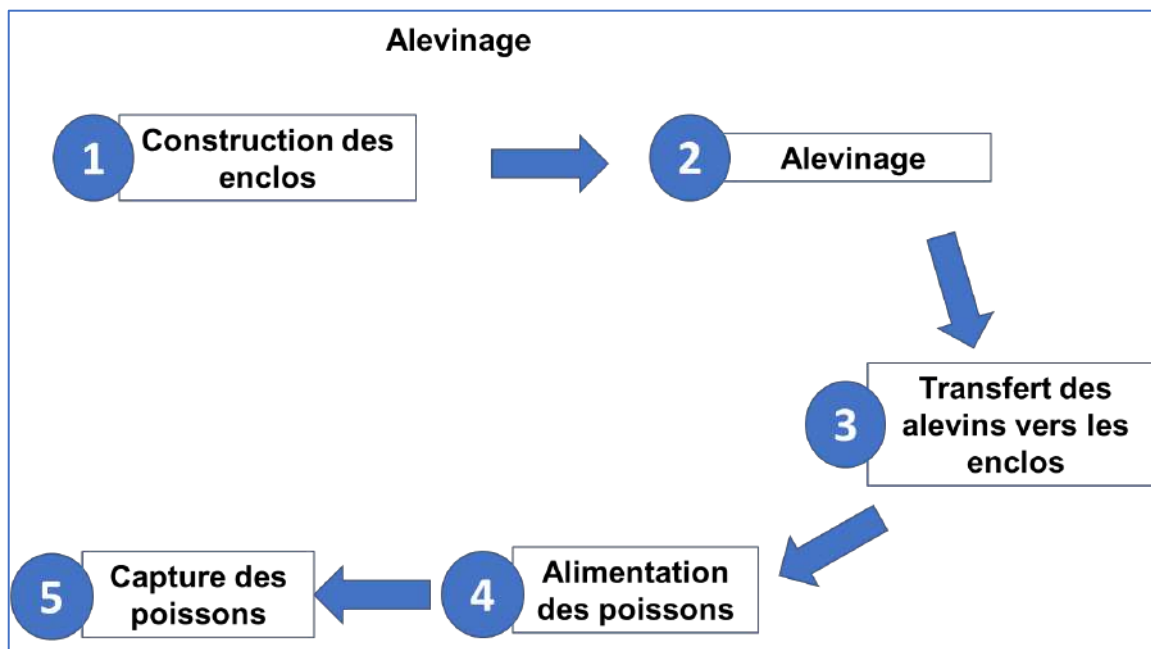 Alevinage
1
Construction des
enclos
2
Alevinage
3
Transfert des
alevins vers les
enclos
4
Alimentation
des poissons
5
Capture des
poissons